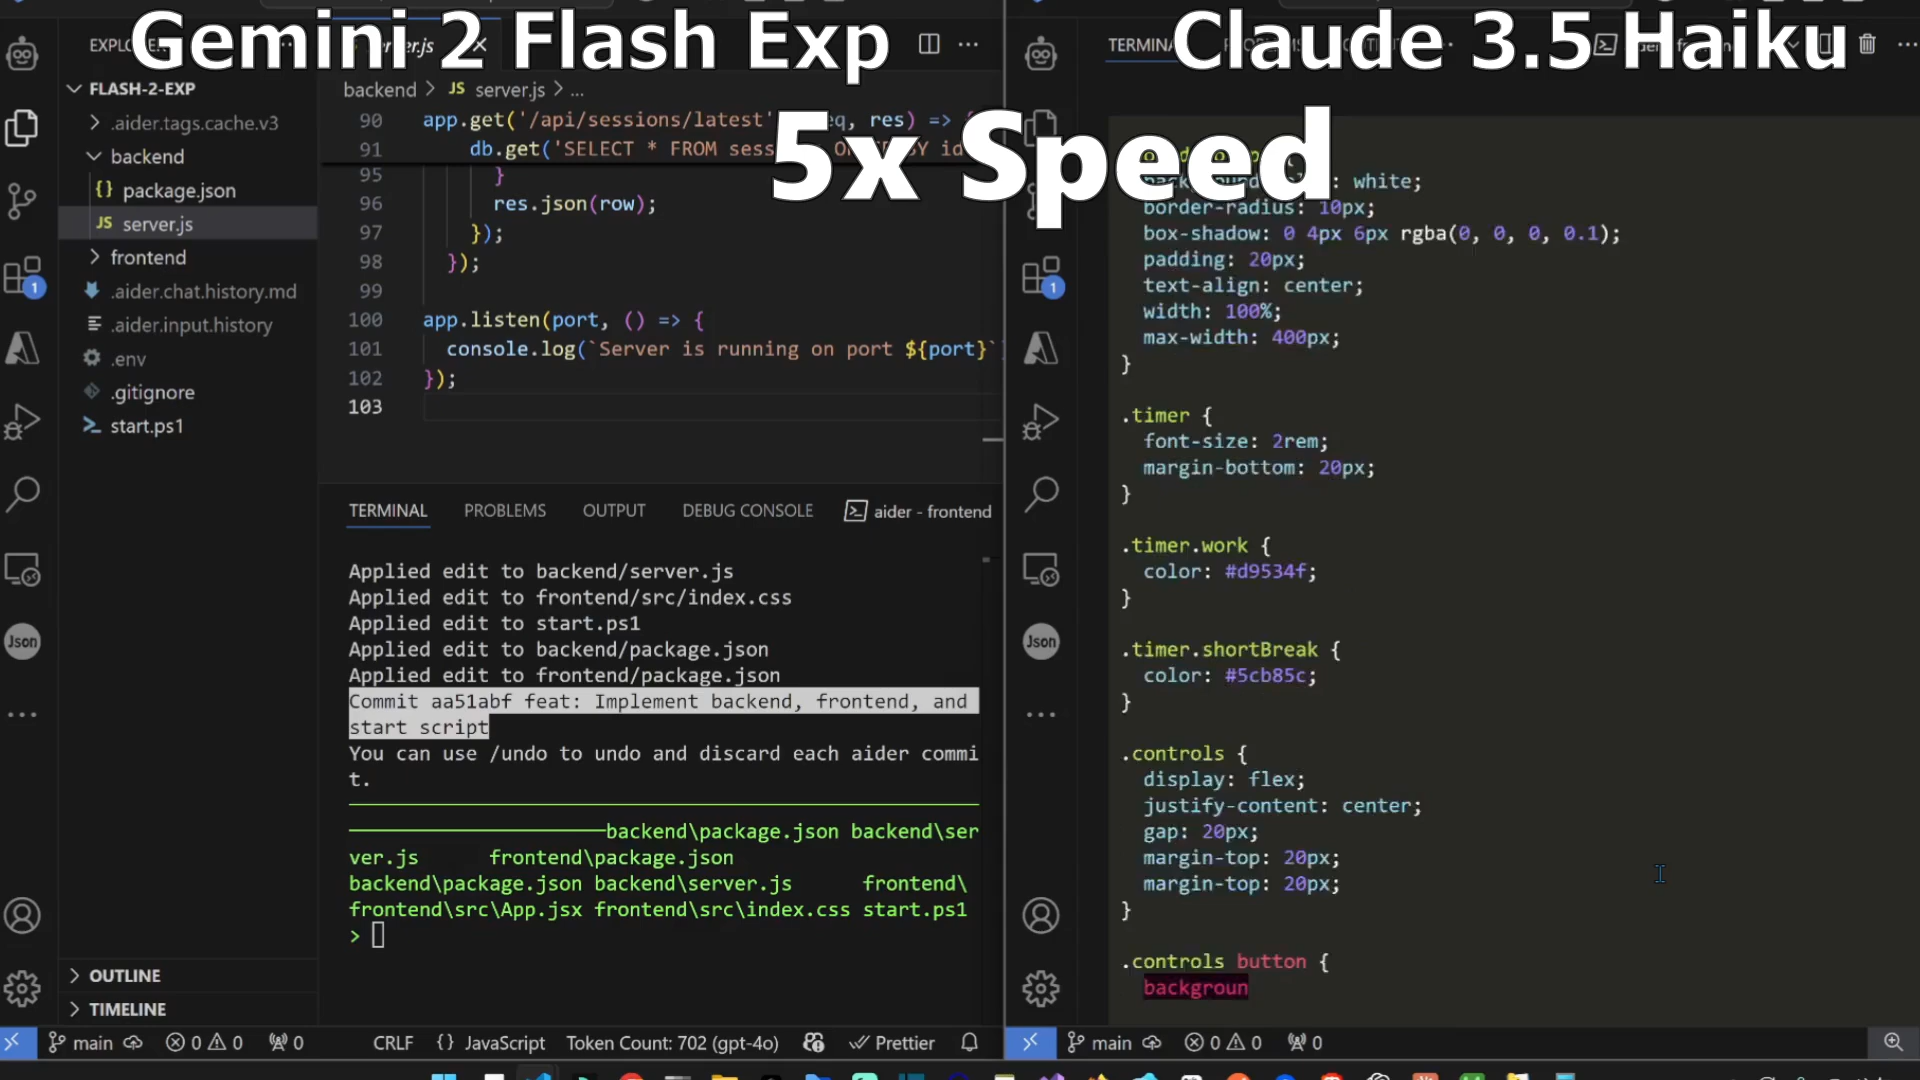 Gemini 2 Flash Exp
Claude 3.5 Haiku
5x Speed
FLASH-2-EXP
.aider.tags.cache.v3
backend
package.json
server.js
frontend
.aider.chat.history.md
.aider.input.history
.env
.gitignore
start.ps1
OUTLINE
TIMELINE
backend > JS server.js > ...
90 app.get('/api/sessions/latest' res) => {
91 db.get('SELECT * FROM BY id
95 }
96 res.json(row);
97 });
98 });
99
100 app.listen(port, () => {
101 console.log(`Server is running on port ${port}`
102 });
103
TERMINAL PROBLEMS OUTPUT DEBUG CONSOLE aider - frontend
Applied edit to backend/server.js
Applied edit to frontend/src/index.css
Applied edit to start.ps1
Applied edit to backend/package.json
Applied edit to frontend/package.json
Commit aa51abf feat: Implement backend, frontend, and
start script
You can use /undo to undo and discard each aider commi
t.
backend\package.json backend\ser
ver.js frontend\package.json
backend\package.json backend\server.js frontend\
frontend\src\App.jsx frontend\src\index.css start.ps1
>
main 0 0 0 CRLF {} JavaScript Token Count: 702 (gpt-4o) Prettier
Json
1
white;
border-radius: 10px;
box-shadow: 0 4px 6px rgba(0, 0, 0, 0.1);
padding: 20px;
text-align: center;
width: 100%;
max-width: 400px;
}
.timer {
font-size: 2rem;
margin-bottom: 20px;
}
.timer.work {
color: #d9534f;
}
.timer.shortBreak {
color: #5cb85c;
}
.controls {
display: flex;
justify-content: center;
gap: 20px;
margin-top: 20px;
margin-top: 20px;
}
.controls button {
backgroun
Json
1
main 0 0 0